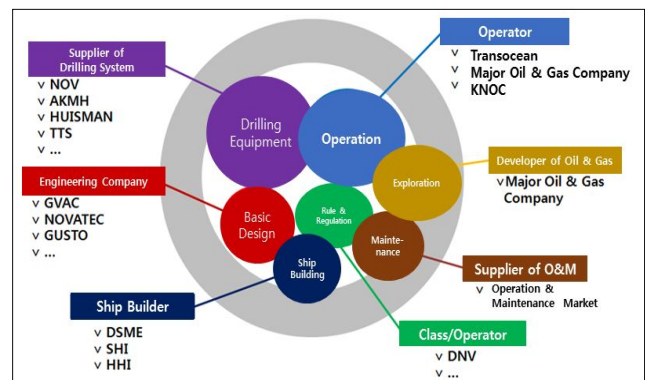 Supplier of
Drilling System
v NOV
v AKMH
v HUISMAN
v TTS
v ...
Engineering Company
v GVAC
v NOVATEC
v GUSTO
v ...
Ship Builder
v DSME
v SHI
v HHI
Drilling
Equipment
Operation
Exploration
Basic
Design
Rule &
Regulation
Mainte-
nance
Ship
Building
Operator
v Transocean
v Major Oil & Gas Company
v KNOC
Developer of Oil & Gas
v Major Oil & Gas
Company
Supplier of O&M
v Operation &
Maintenance Market
Class/Operator
v DNV
v ...